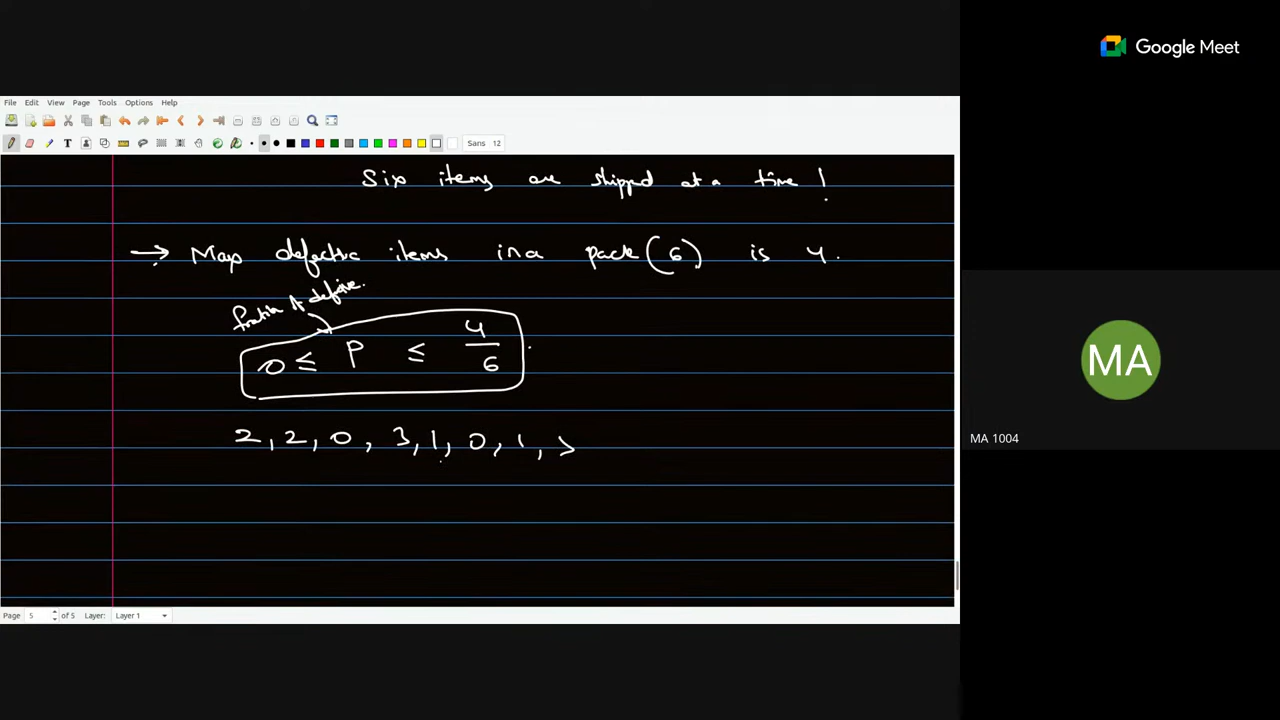 Google Meet
File Edit View Page Tools Options Help
T Sans 12
Six items are shipped at a time !
→ Max defective items in a pack (6) is 4.
fraction of defective.
0 ≤ P ≤ 4/6
2, 2, 0, 3, 1, 0, 1, >
MA
MA 1004
Page 5 of 5 Layer: Layer 1